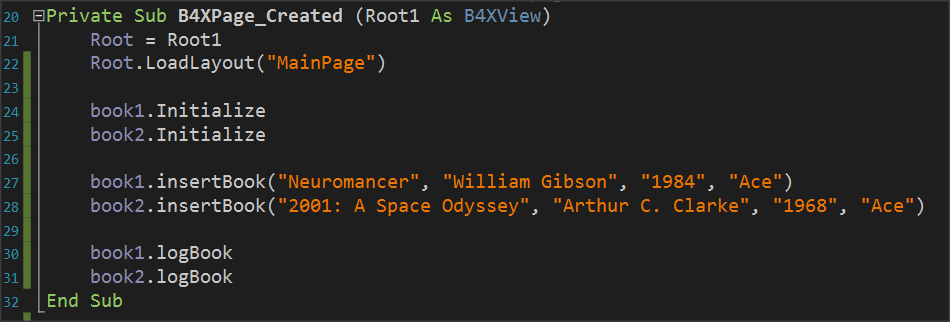 20 Private Sub B4XPage_Created (Root1 As B4XView)
21 Root = Root1
22 Root.LoadLayout("MainPage")
23
24 book1.Initialize
25 book2.Initialize
26
27 book1.insertBook("Neuromancer", "William Gibson", "1984", "Ace")
28 book2.insertBook("2001: A Space Odyssey", "Arthur C. Clarke", "1968", "Ace")
29
30 book1.logBook
31 book2.logBook
32 End Sub